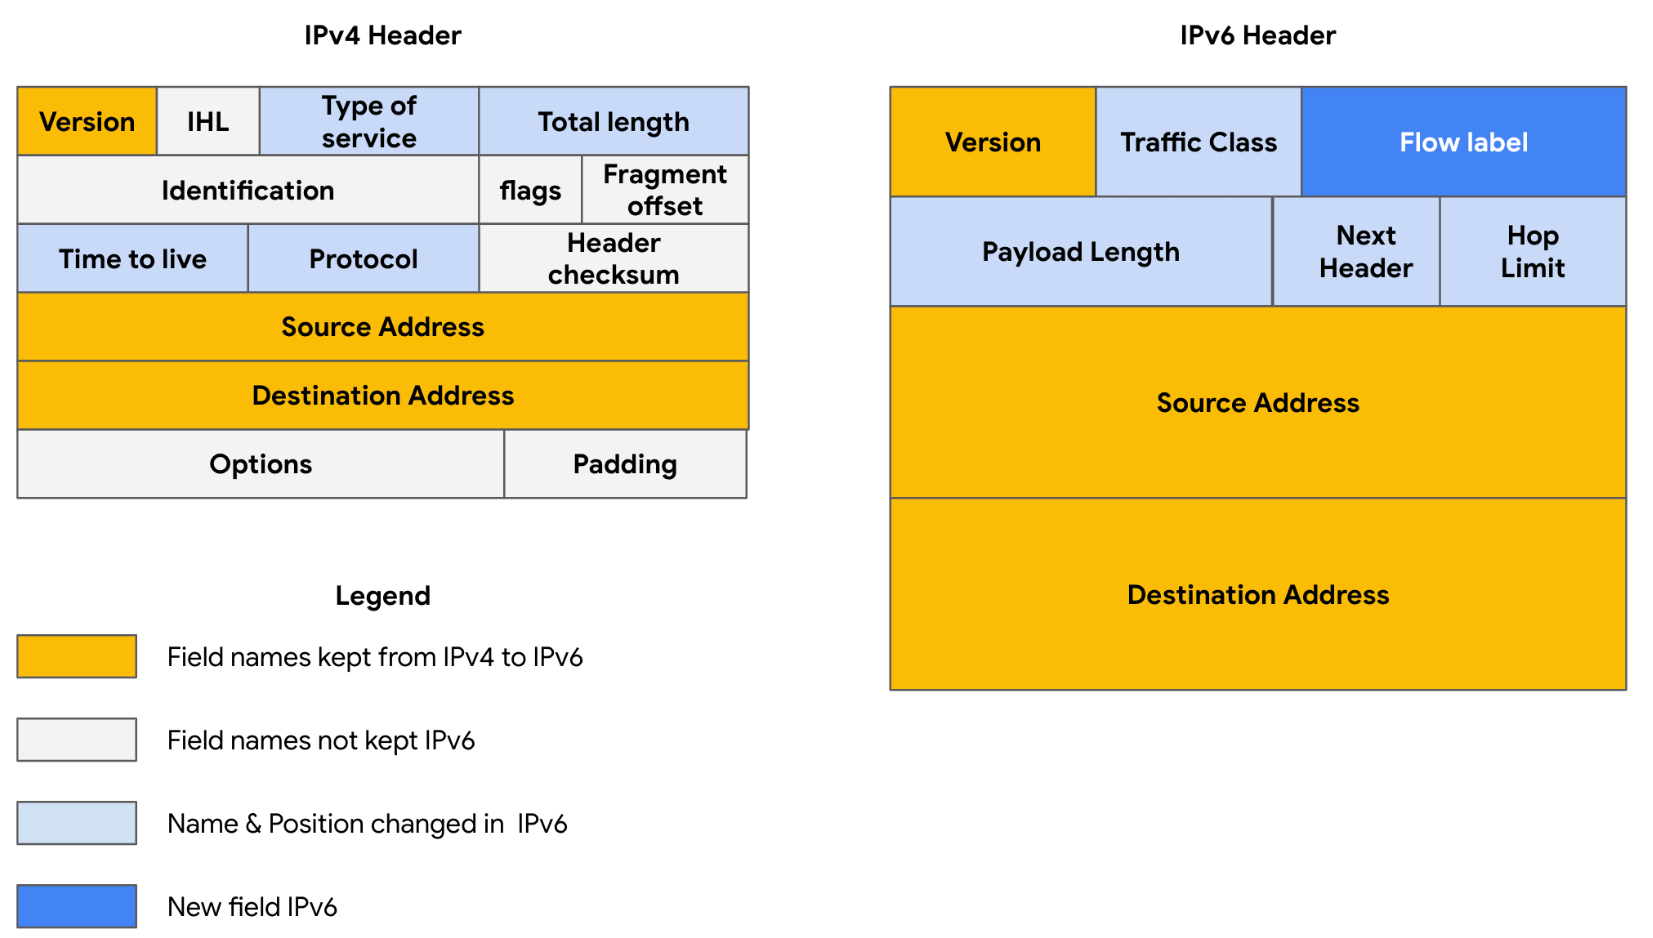 IPv4 Header
Version
IHL
Type of
service
Total length
Identification
flags
Fragment
offset
Time to live
Protocol
Header
checksum
Source Address
Destination Address
Options
Padding
Legend
Field names kept from IPv4 to IPv6
Field names not kept IPv6
Name & Position changed in  IPv6
New field IPv6
IPv6 Header
Version
Traffic Class
Flow label
Payload Length
Next
Header
Hop
Limit
Source Address
Destination Address